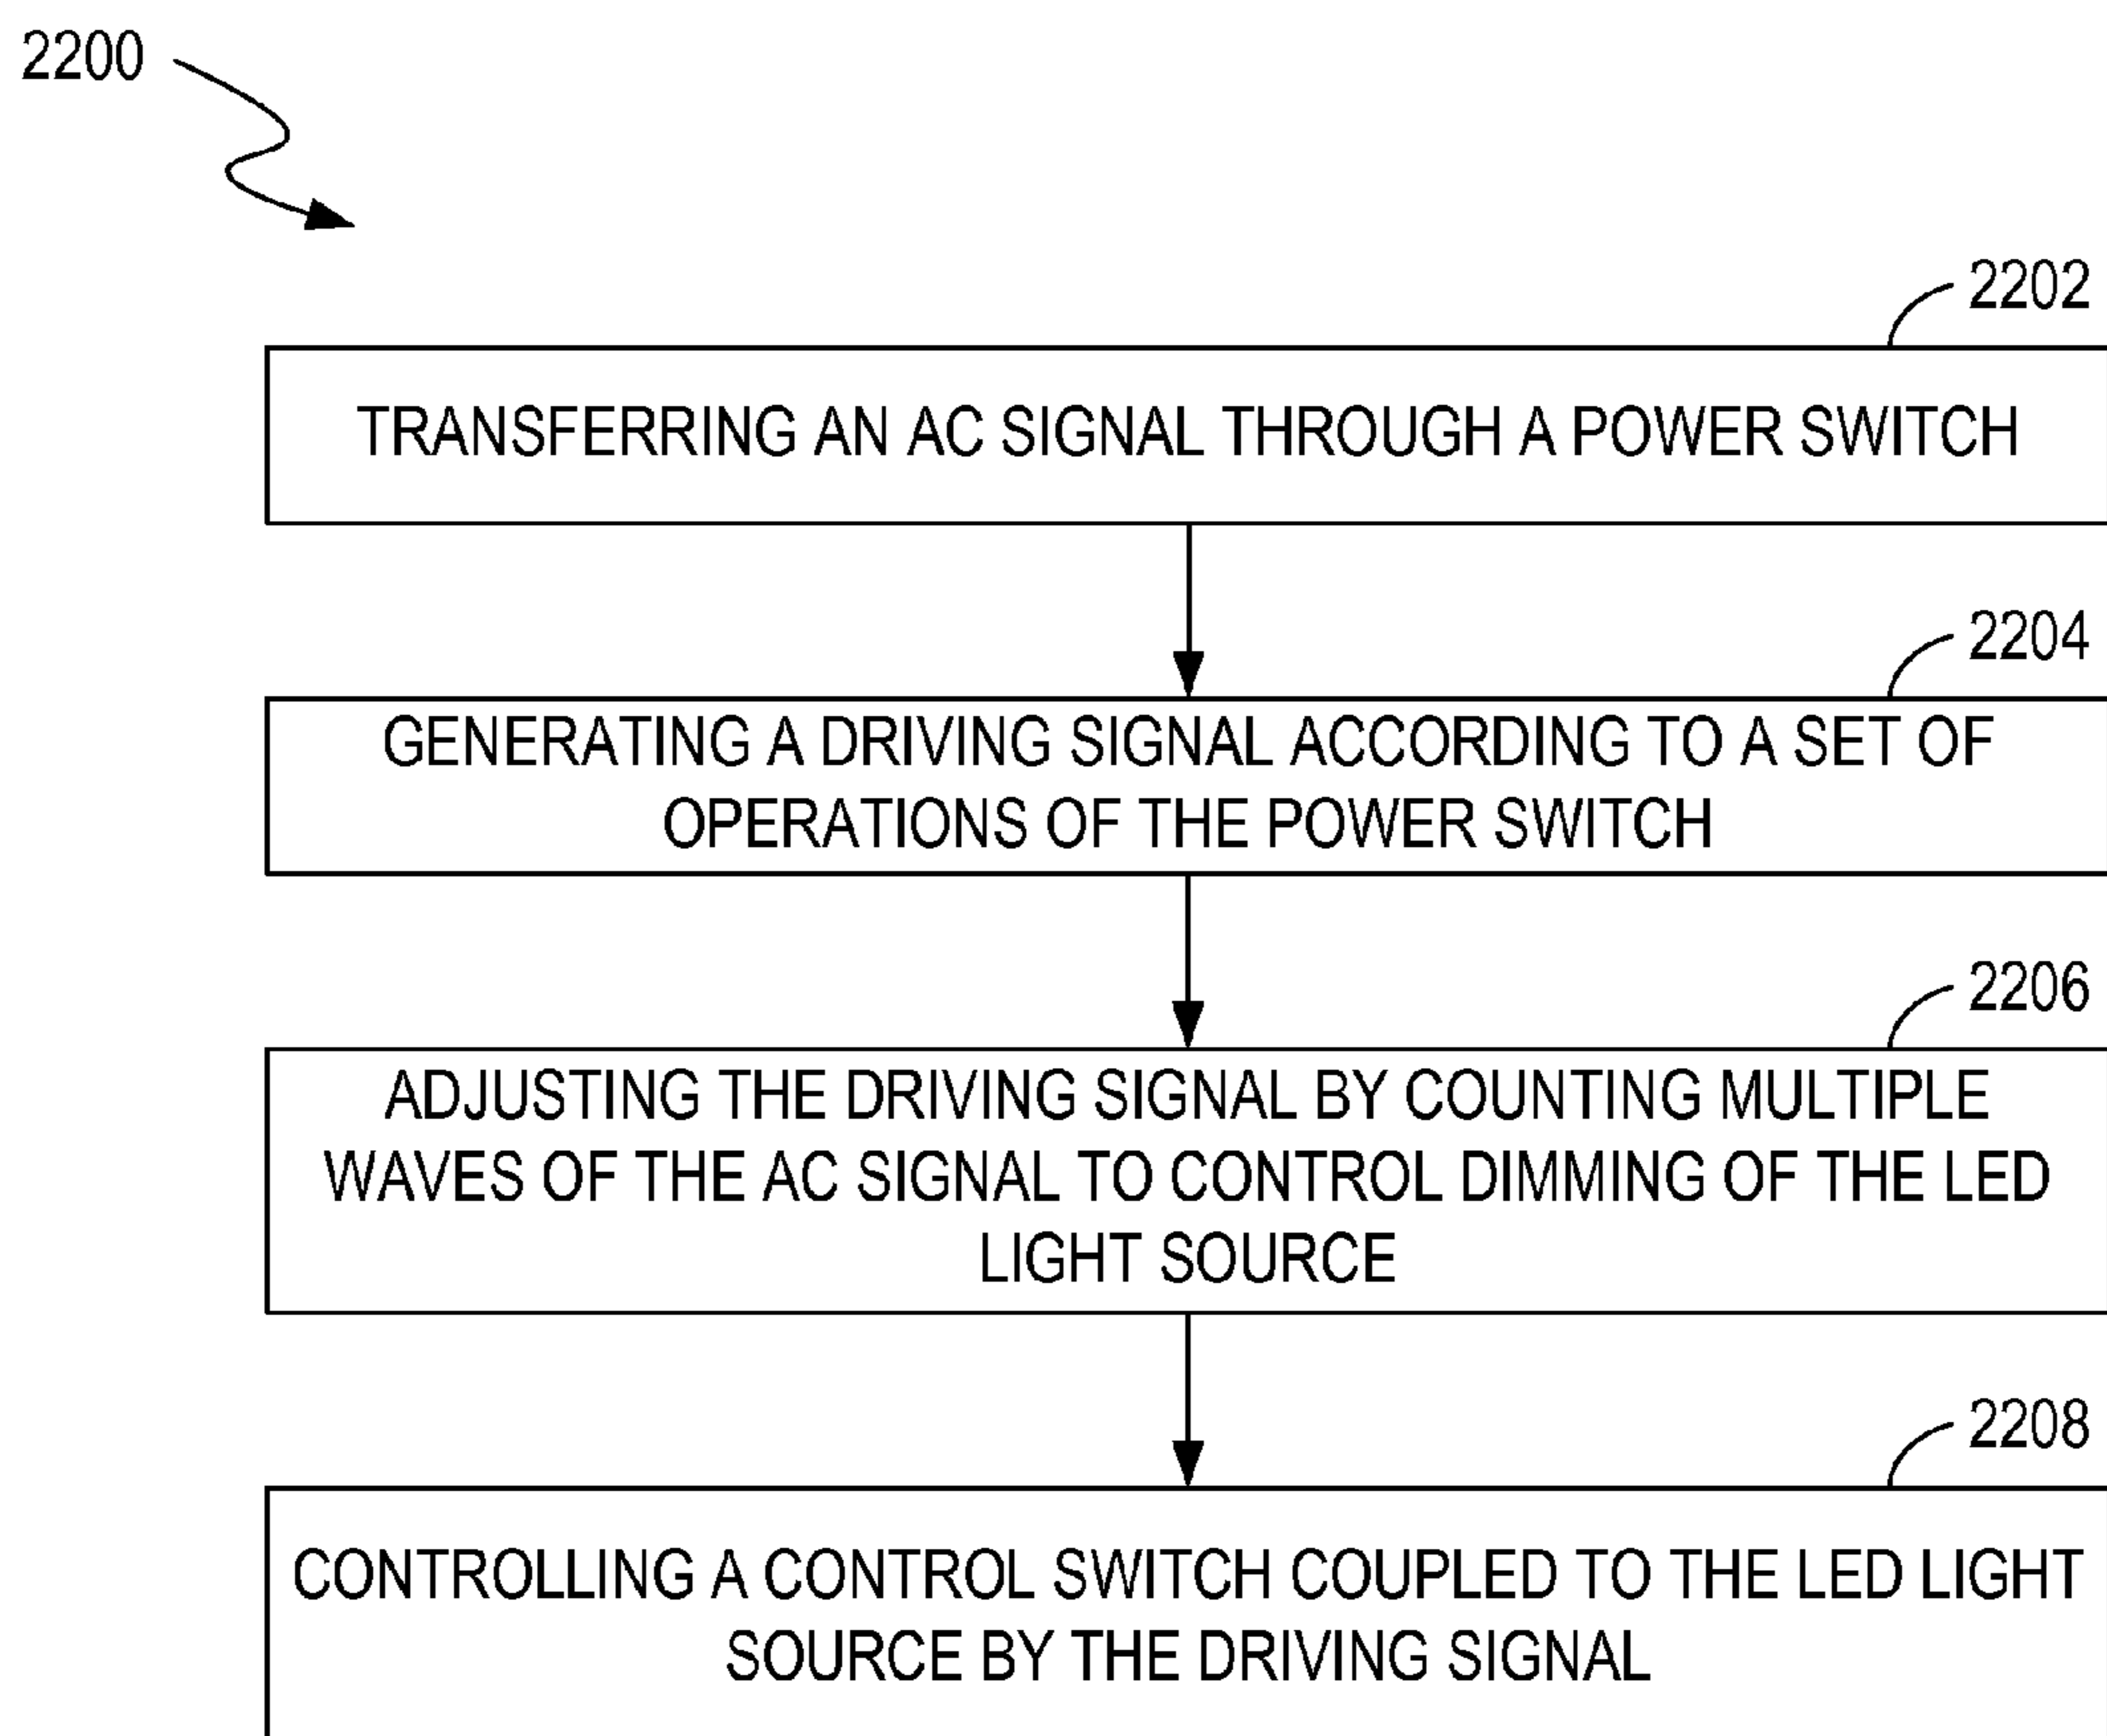 2200
2202
TRANSFERRING AN AC SIGNAL THROUGH A POWER SWITCH
2204
GENERATING A DRIVING SIGNAL ACCORDING TO A SET OF
OPERATIONS OF THE POWER SWITCH
2206
ADJUSTING THE DRIVING SIGNAL BY COUNTING MULTIPLE
WAVES OF THE AC SIGNAL TO CONTROL DIMMING OF THE LED
LIGHT SOURCE
2208
CONTROLLING A CONTROL SWITCH COUPLED TO THE LED LIGHT
SOURCE BY THE DRIVING SIGNAL